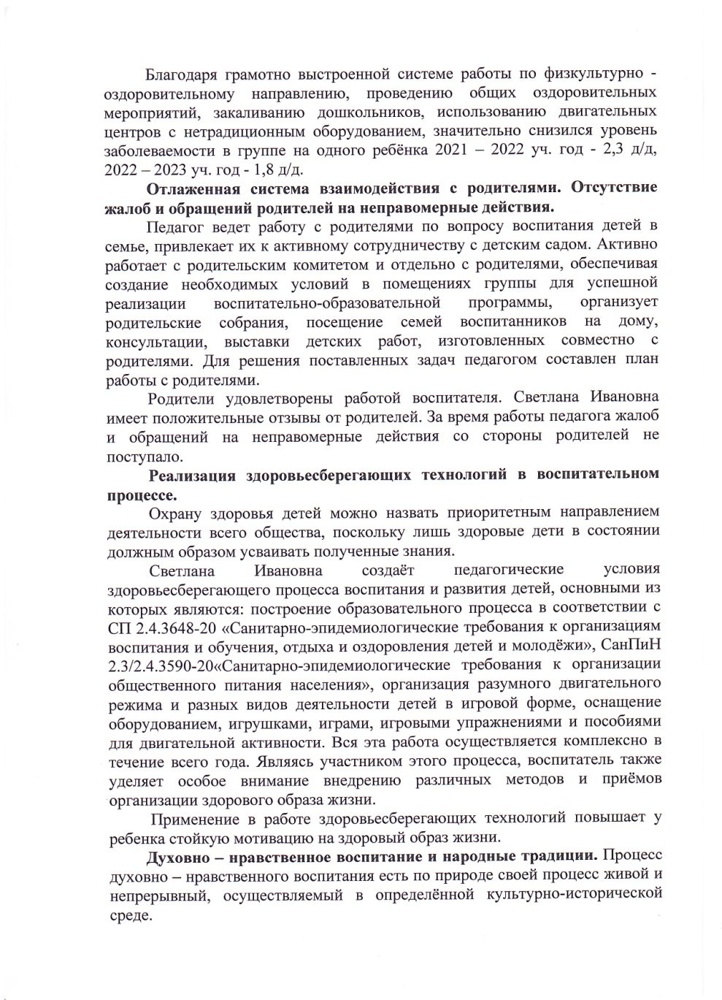 Благодаря грамотно выстроенной системе работы по физкультурно -
оздоровительному направлению, проведению общих оздоровительных
мероприятий, закаливанию дошкольников, использованию двигательных
центров с нетрадиционным оборудованием, значительно снизился уровень
заболеваемости в группе на одного ребёнка 2021 – 2022 уч. год - 2,3 д/д,
2022 – 2023 уч. год - 1,8 д/д.
Отлаженная система взаимодействия с родителями. Отсутствие
жалоб и обращений родителей на неправомерные действия.
Педагог ведет работу с родителями по вопросу воспитания детей в
семье, привлекает их к активному сотрудничеству с детским садом. Активно
работает с родительским комитетом и отдельно с родителями, обеспечивая
создание необходимых условий в помещениях группы для успешной
реализации воспитательно-образовательной программы, организует
родительские собрания, посещение семей воспитанников на дому,
консультации, выставки детских работ, изготовленных совместно с
родителями. Для решения поставленных задач педагогом составлен план
работы с родителями.
Родители удовлетворены работой воспитателя. Светлана Ивановна
имеет положительные отзывы от родителей. За время работы педагога жалоб
и обращений на неправомерные действия со стороны родителей не
поступало.
Реализация здоровьесберегающих технологий в воспитательном
процессе.
Охрану здоровья детей можно назвать приоритетным направлением
деятельности всего общества, поскольку лишь здоровые дети в состоянии
должным образом усваивать полученные знания.
Светлана Ивановна создаёт педагогические условия
здоровьесберегающего процесса воспитания и развития детей, основными из
которых являются: построение образовательного процесса в соответствии с
СП 2.4.3648-20 «Санитарно-эпидемиологические требования к организациям
воспитания и обучения, отдыха и оздоровления детей и молодёжи», СанПиН
2.3/2.4.3590-20«Санитарно-эпидемиологические требования к организации
общественного питания населения», организация разумного двигательного
режима и разных видов деятельности детей в игровой форме, оснащение
оборудованием, игрушками, играми, игровыми упражнениями и пособиями
для двигательной активности. Вся эта работа осуществляется комплексно в
течение всего года. Являясь участником этого процесса, воспитатель также
уделяет особое внимание внедрению различных методов и приёмов
организации здорового образа жизни.
Применение в работе здоровьесберегающих технологий повышает у
ребенка стойкую мотивацию на здоровый образ жизни.
Духовно – нравственное воспитание и народные традиции. Процесс
духовно – нравственного воспитания есть по природе своей процесс живой и
непрерывный, осуществляемый в определённой культурно-исторической
среде.